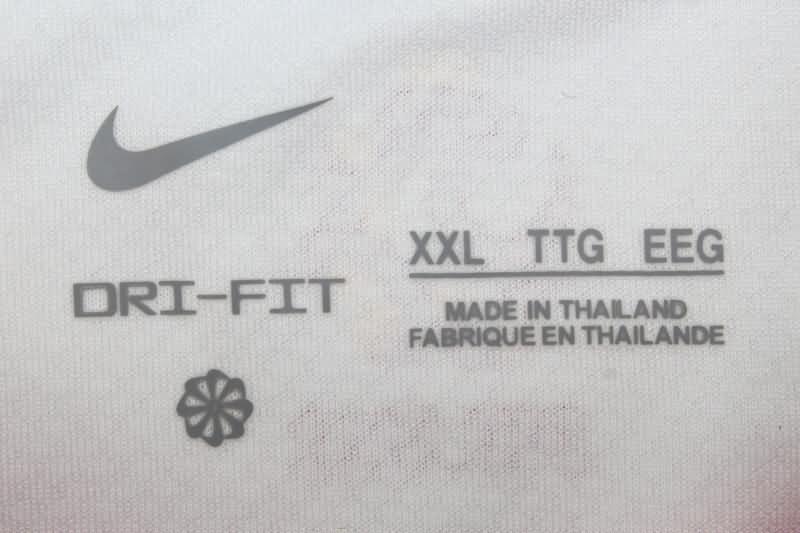 DRI-FIT
XXL TTG EEG
MADE IN THAILAND
FABRIQUE EN THAILANDE